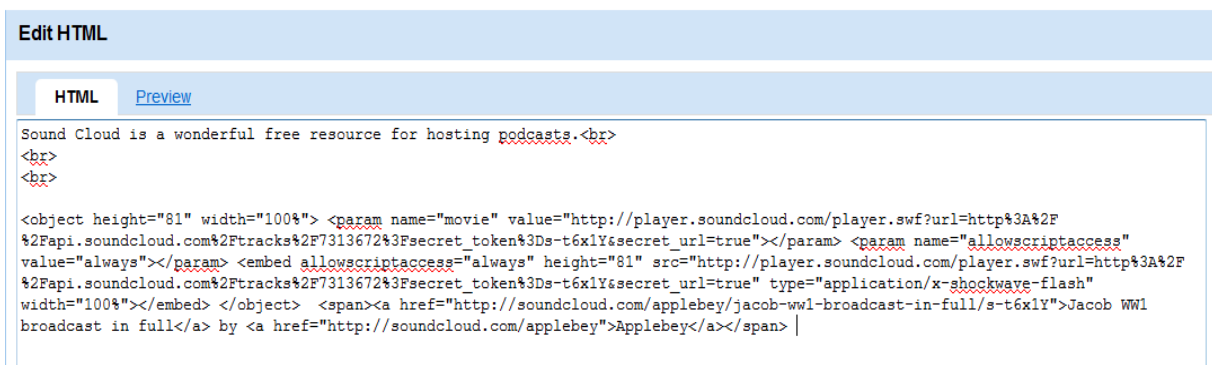 Edit HTML
HTML Preview
Sound Cloud is a wonderful free resource for hosting podcasts.<br>
<br>
<br>
<object height="81" width="100%"> <param name="movie" value="http://player.soundcloud.com/player.swf?url=http%3A%2F
%2Fapi.soundcloud.com%2Ftracks%2F7313672%3Fsecret_token%3Ds-t6x1Y&secret_url=true"></param> <param name="allowscriptaccess"
value="always"></param> <embed allowscriptaccess="always" height="81" src="http://player.soundcloud.com/player.swf?url=http%3A%2F
%2Fapi.soundcloud.com%2Ftracks%2F7313672%3Fsecret_token%3Ds-t6x1Y&secret_url=true" type="application/x-shockwave-flash"
width="100%"></embed> </object>  <span><a href="http://soundcloud.com/applebey/jacob-ww1-broadcast-in-full/s-t6x1Y">Jacob WW1
broadcast in full</a> by <a href="http://soundcloud.com/applebey">Applebey</a></span>